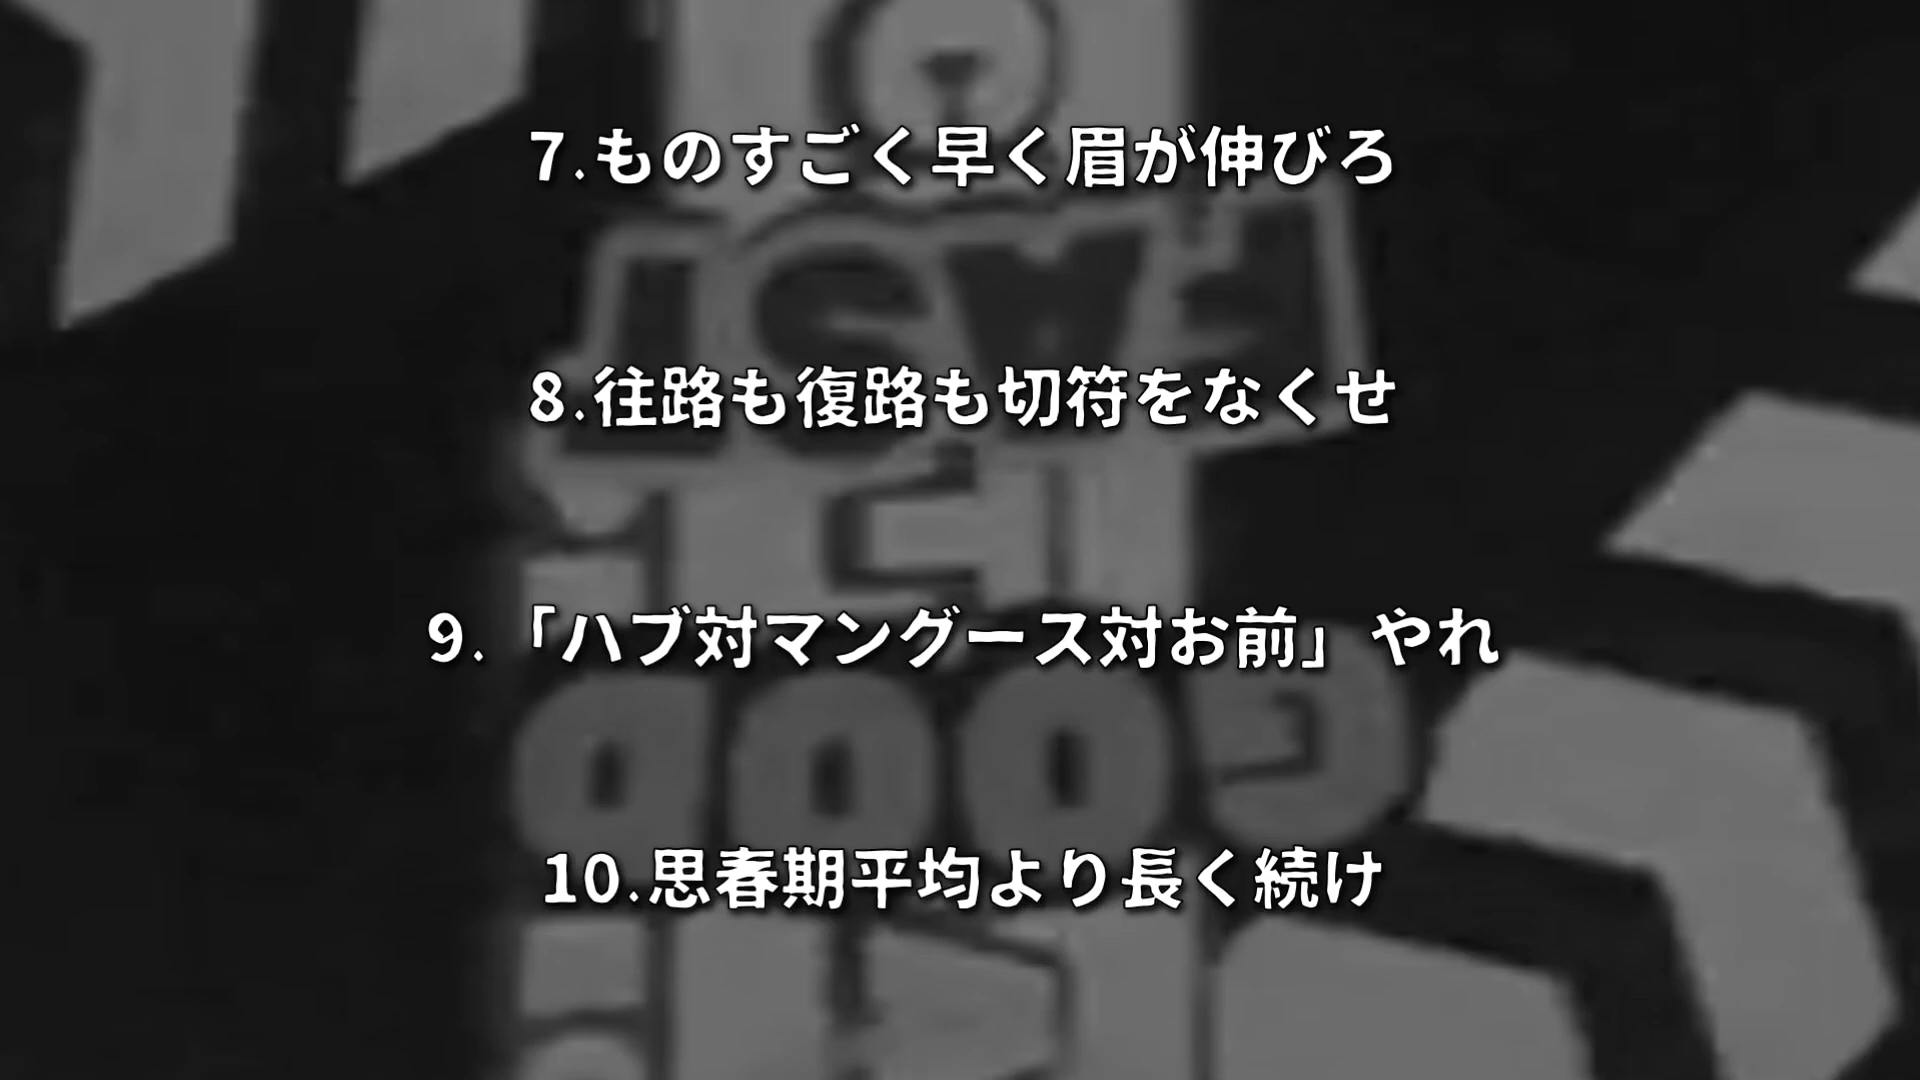 7.ものすごく早く眉が伸びろ
FAST
8.往路も復路も切符をなくせ
9.「ハブ対マングース対お前」やれ
GOOD
10.思春期平均より長く続け